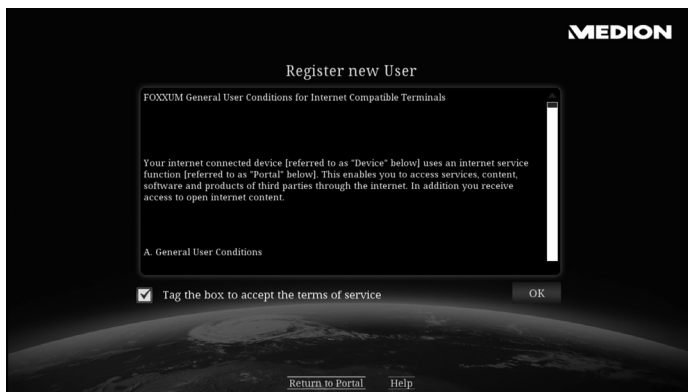 MEDION
Register new User
FOXXUM General User Conditions for Internet Compatible Terminals
Your internet connected device [referred to as "Device" below] uses an internet service
function [referred to as "Portal" below]. This enables you to access services, content,
software and products of third parties through the internet. In addition you receive
access to open internet content.
A. General User Conditions
Tag the box to accept the terms of service
OK
Return to Portal Help